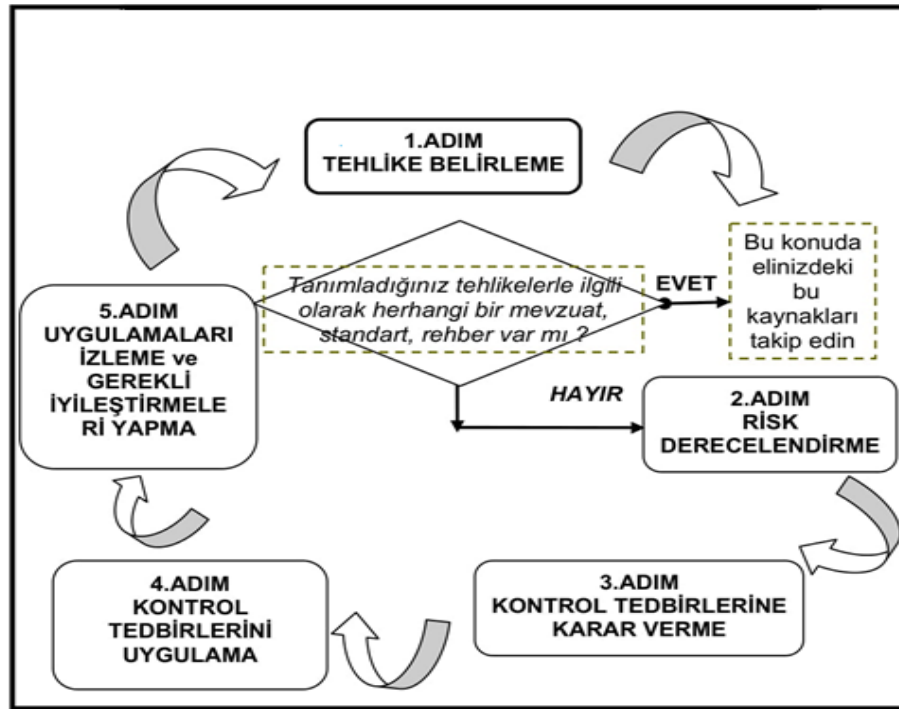 1.ADIM
TEHLİKE BELİRLEME
Tanımladığınız tehlikelerle ilgili
olarak herhangi bir mevzuat,
standart, rehber var mı ?
EVET
Bu konuda
elinizdeki
bu
kaynakları
takip edin
HAYIR
2.ADIM
RİSK
DERECELENDİRME
3.ADIM
KONTROL TEDBİRLERİNE
KARAR VERME
4.ADIM
KONTROL
TEDBİRLERİNİ
UYGULAMA
5.ADIM
UYGULAMALARI
İZLEME ve
GEREKLİ
İYİLEŞTİRMELE
Rİ YAPMA